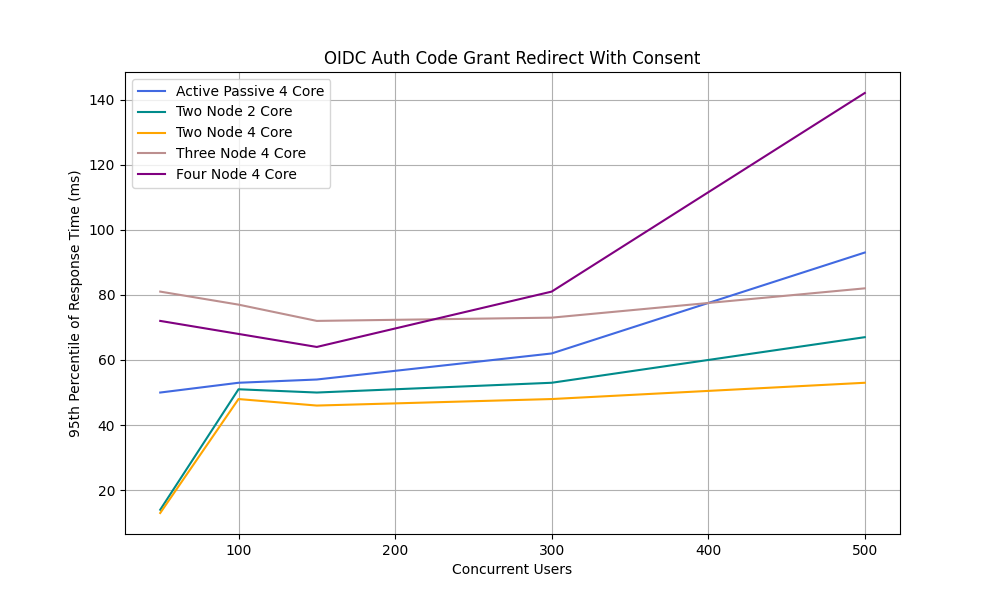 OIDC Auth Code Grant Redirect With Consent
Active Passive 4 Core
Two Node 2 Core
Two Node 4 Core
Three Node 4 Core
Four Node 4 Core
95th Percentile of Response Time (ms)
140
120
100
80
60
40
20
100
200
300
400
500
Concurrent Users